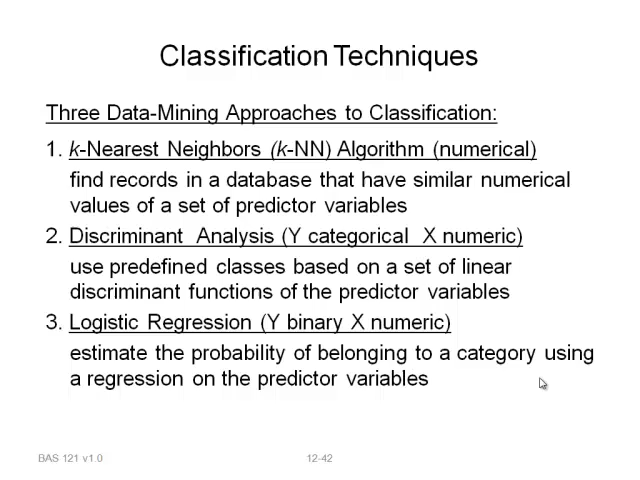 Classification Techniques
Three Data-Mining Approaches to Classification:
1. k-Nearest Neighbors (k-NN) Algorithm (numerical)
find records in a database that have similar numerical
values of a set of predictor variables
2. Discriminant Analysis (Y categorical X numeric)
use predefined classes based on a set of linear
discriminant functions of the predictor variables
3. Logistic Regression (Y binary X numeric)
estimate the probability of belonging to a category using
a regression on the predictor variables
BAS 121 v1.0
12-42